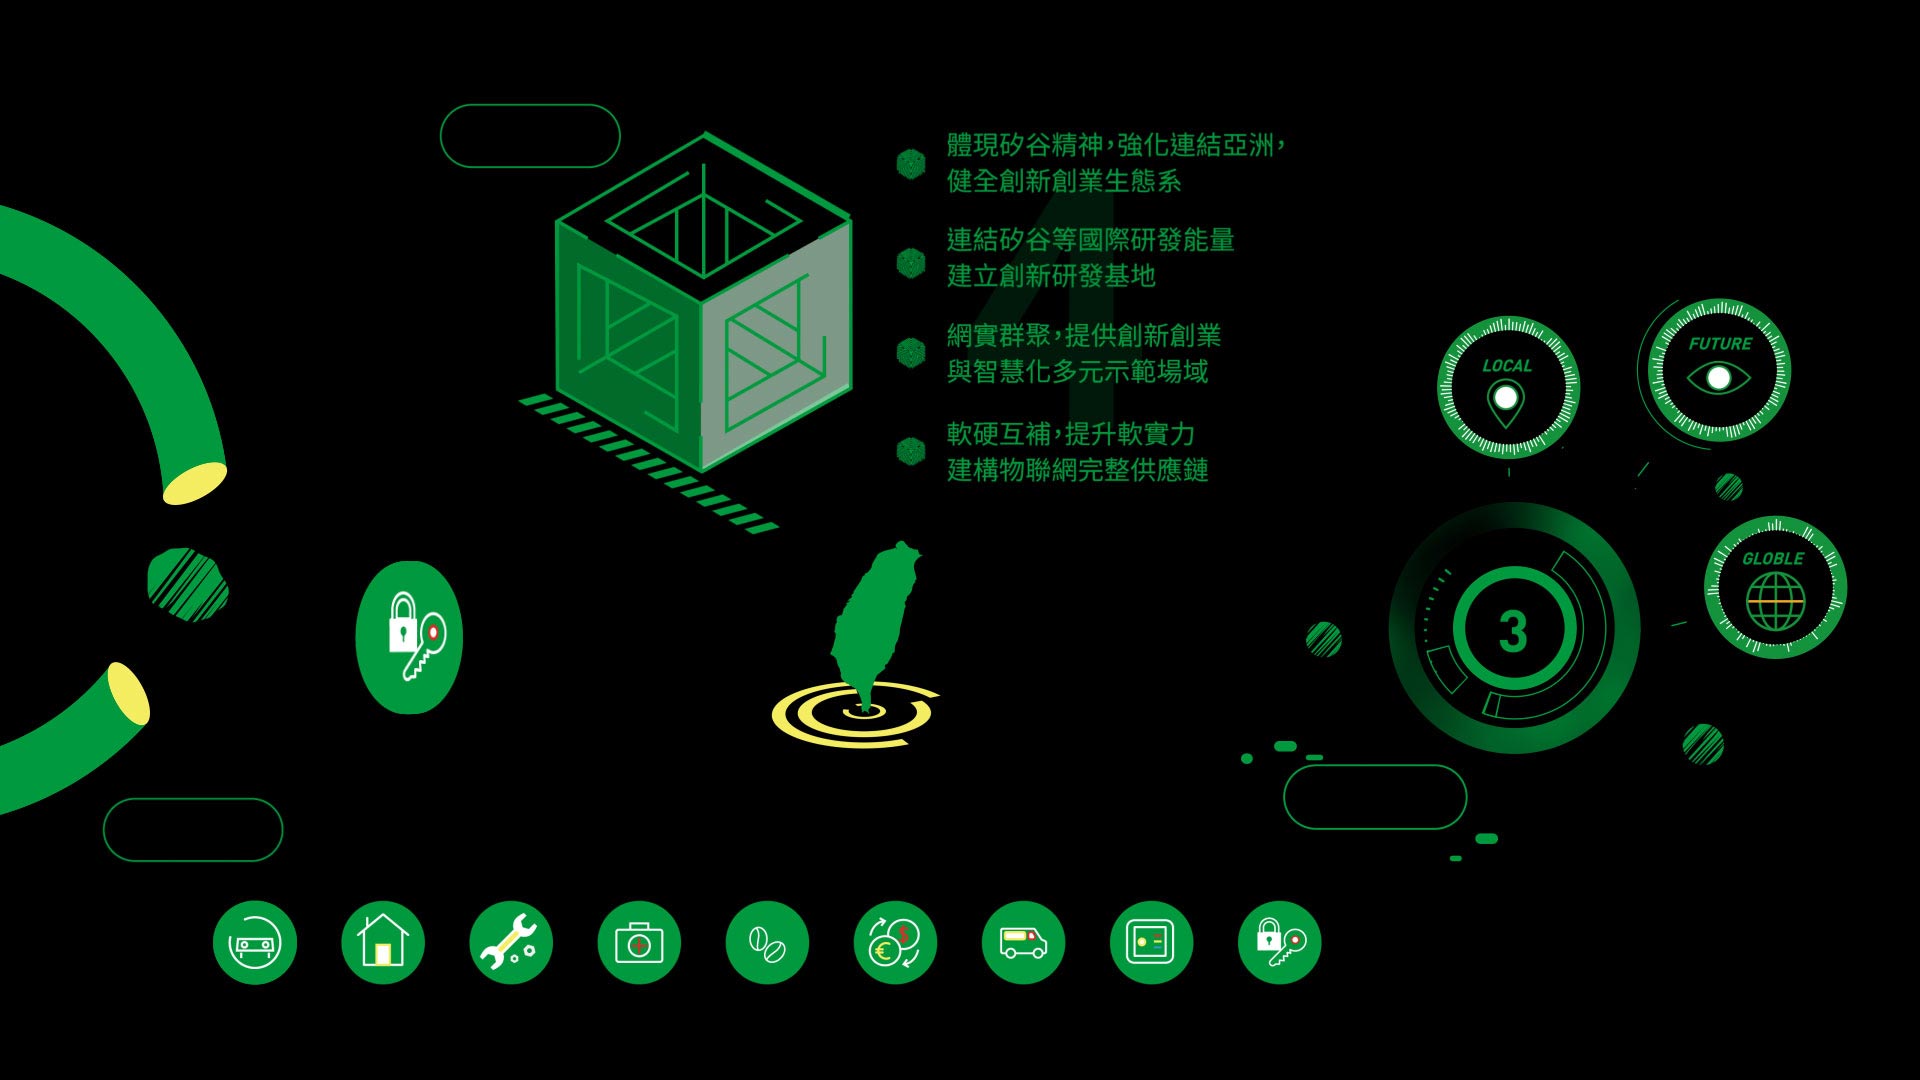 體現矽谷精神，強化連結亞洲，
健全創新創業生態系
4
連結矽谷等國際研發能量
建立創新研發基地
網實群聚，提供創新創業
與智慧化多元示範場域
軟硬互補，提升軟實力
建構物聯網完整供應鏈
LOCAL
FUTURE
GLOBLE
3
$
€